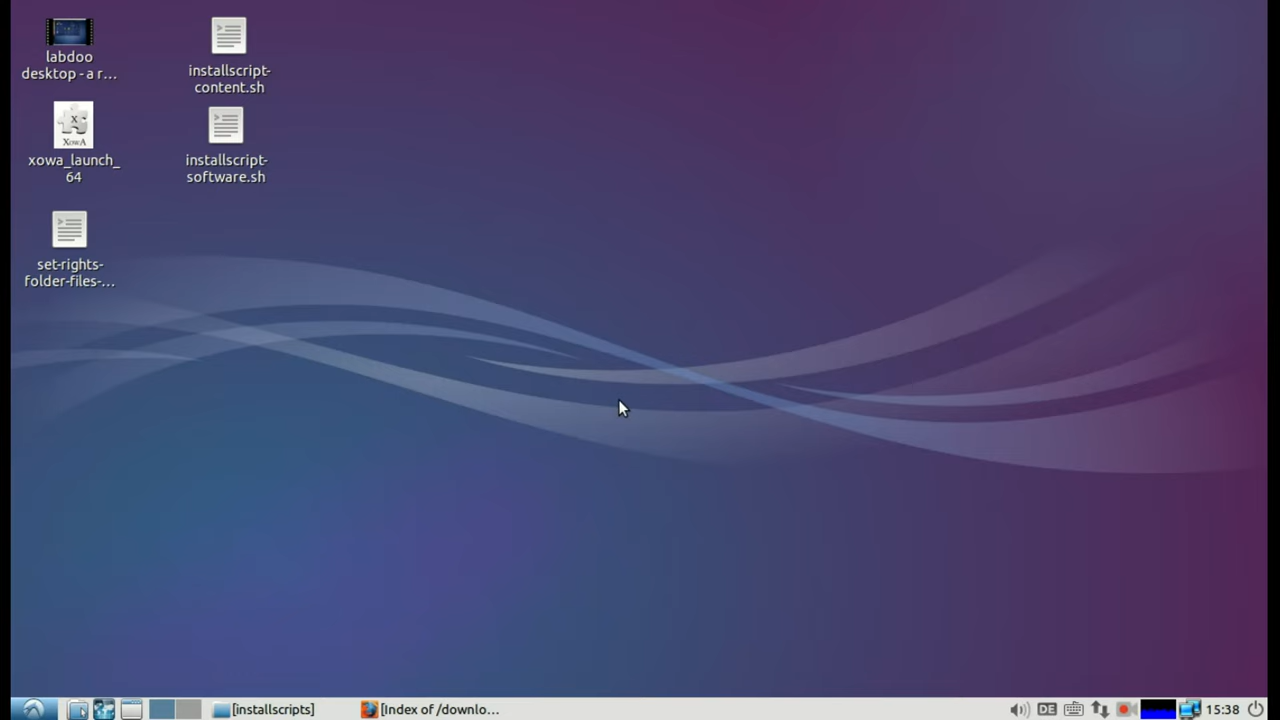 labdoo
desktop - a r...
installscript-
content.sh
X
XOWA
xowa_launch_
64
installscript-
software.sh
set-rights-
folder-files-...
[installscripts]
[Index of /downlo...
DE
15:38